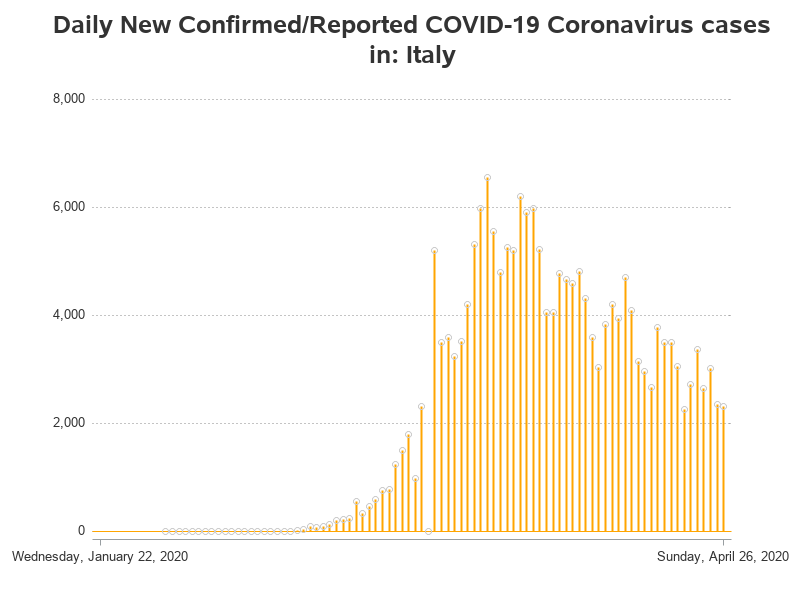 Daily New Confirmed/Reported COVID-19 Coronavirus cases
in: Italy
8,000
6,000
4,000
2,000
0
Wednesday, January 22, 2020
Sunday, April 26, 2020